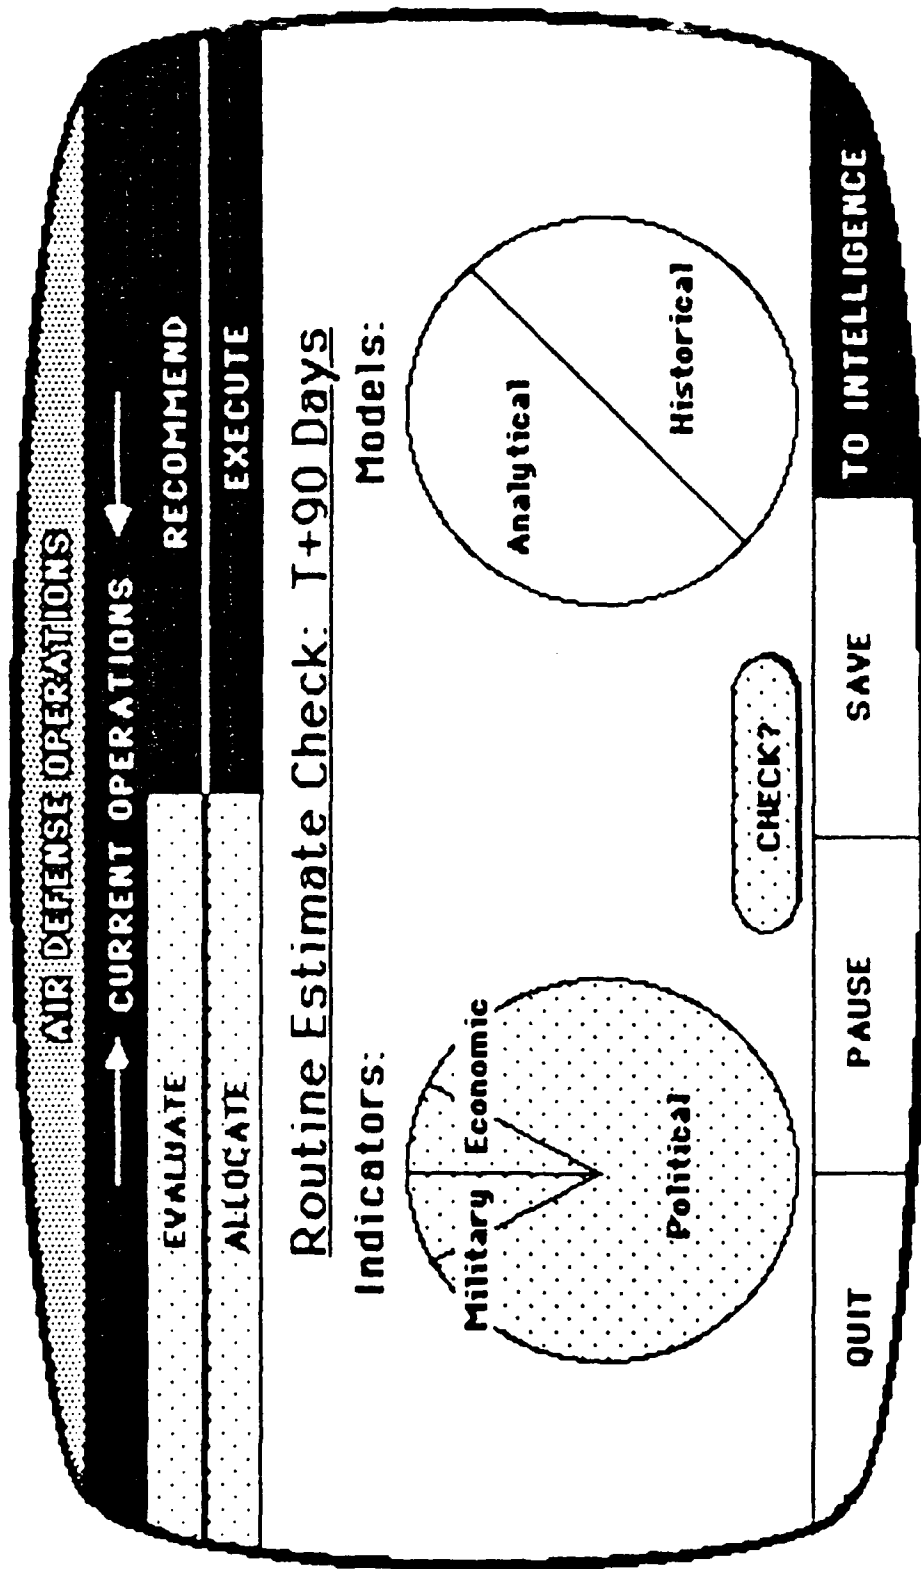 AIR DEFENSE OPERATIONS
CURRENT OPERATIONS
EVALUATE
RECOMMEND
ALLOCATE
EXECUTE
Routine Estimate Check: T+90 Days
Indicators:
Models:
Military
Economic
Political
Analytical
Historical
CHECK?
QUIT
PAUSE
SAVE
TO INTELLIGENCE